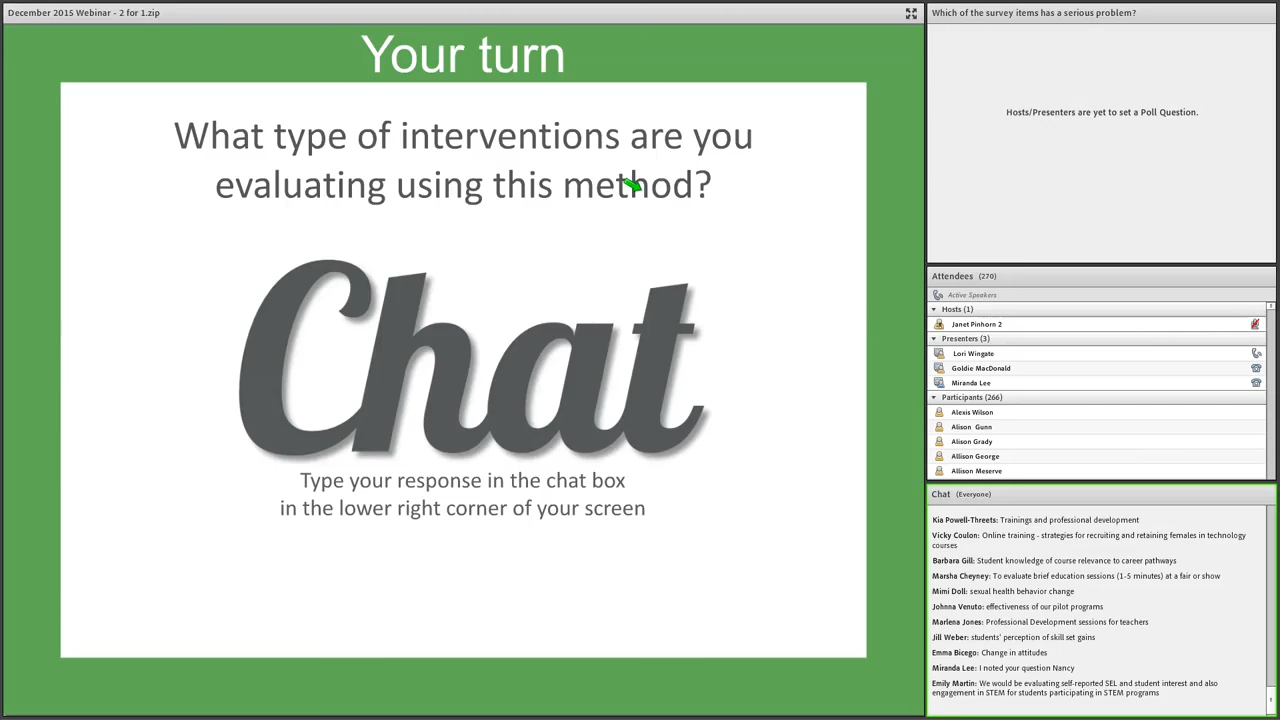 December 2015 Webinar - 2 for 1.zip
Your turn
What type of interventions are you
evaluating using this method?
Chat
Type your response in the chat box
in the lower right corner of your screen
Which of the survey items has a serious problem?
Hosts/Presenters are yet to set a Poll Question.
Attendees (270)
Active Speakers
Hosts (1)
Janet Pinhorn 2
Presenters (3)
Lori Wingate
Goldie MacDonald
Miranda Lee
Participants (266)
Alexis Wilson
Alison Gunn
Alison Grady
Allison George
Allison Meserve
Chat (Everyone)
Kia Powell-Threets: Trainings and professional development
Vicky Coulon: Online training - strategies for recruiting and retaining females in technology
courses
Barbara Gill: Student knowledge of course relevance to career pathways
Marsha Cheyney: To evaluate brief education sessions (1-5 minutes) at a fair or show
Mimi Doll: sexual health behavior change
Johnna Venuto: effectiveness of our pilot programs
Marlena Jones: Professional Development sessions for teachers
Jill Weber: students' perception of skill set gains
Emma Bicego: Change in attitudes
Miranda Lee: I noted your question Nancy
Emily Martin: We would be evaluating self-reported SEL and student interest and also
engagement in STEM for students participating in STEM programs